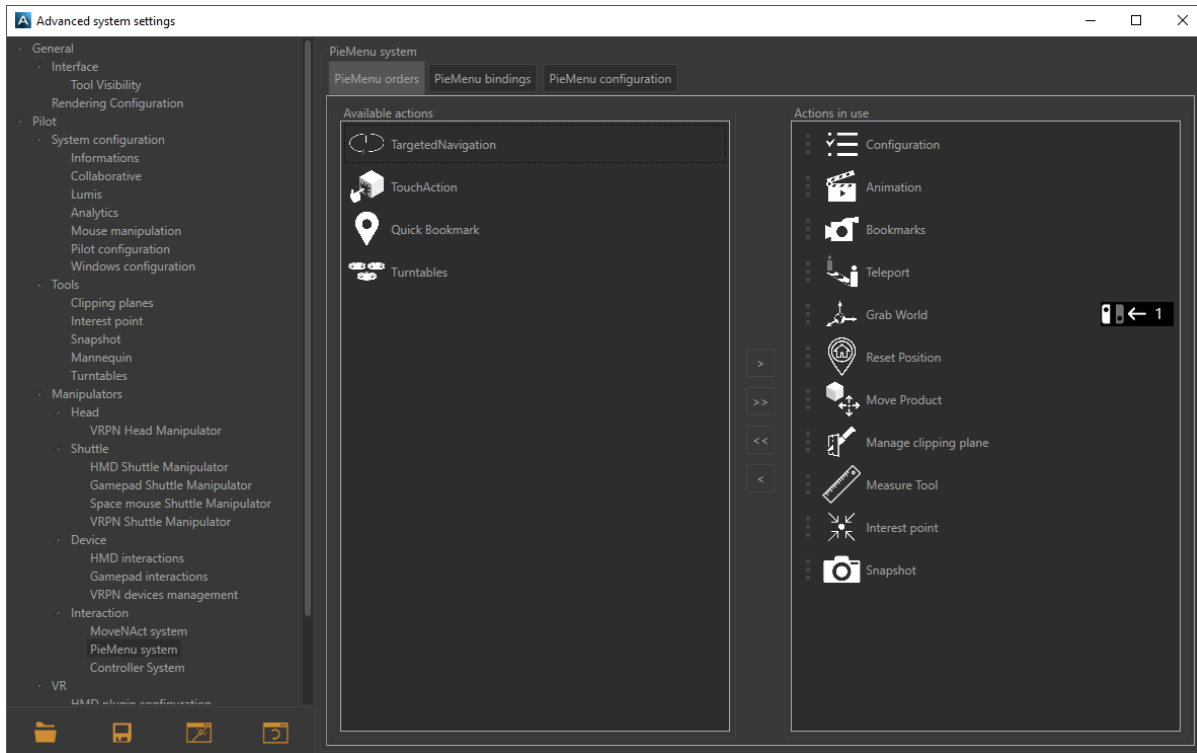 Advanced system settings
General
Interface
Tool Visibility
Rendering Configuration
Pilot
System configuration
Informations
Collaborative
Lumis
Analytics
Mouse manipulation
Pilot configuration
Windows configuration
Tools
Clipping planes
Interest point
Snapshot
Mannequin
Turntables
Manipulators
Head
VRPN Head Manipulator
Shuttle
HMD Shuttle Manipulator
Gamepad Shuttle Manipulator
Space mouse Shuttle Manipulator
VRPN Shuttle Manipulator
Device
HMD interactions
Gamepad interactions
VRPN devices management
Interaction
MoveNAct system
PieMenu system
Controller System
VR
HMD plugin configuration
PieMenu system
PieMenu orders PieMenu bindings PieMenu configuration
Available actions
TargetedNavigation
TouchAction
Quick Bookmark
Turntables
>
>>
<<
<
Actions in use
Configuration
Animation
Bookmarks
Teleport
Grab World 1
Reset Position
Move Product
Manage clipping plane
Measure Tool
Interest point
Snapshot